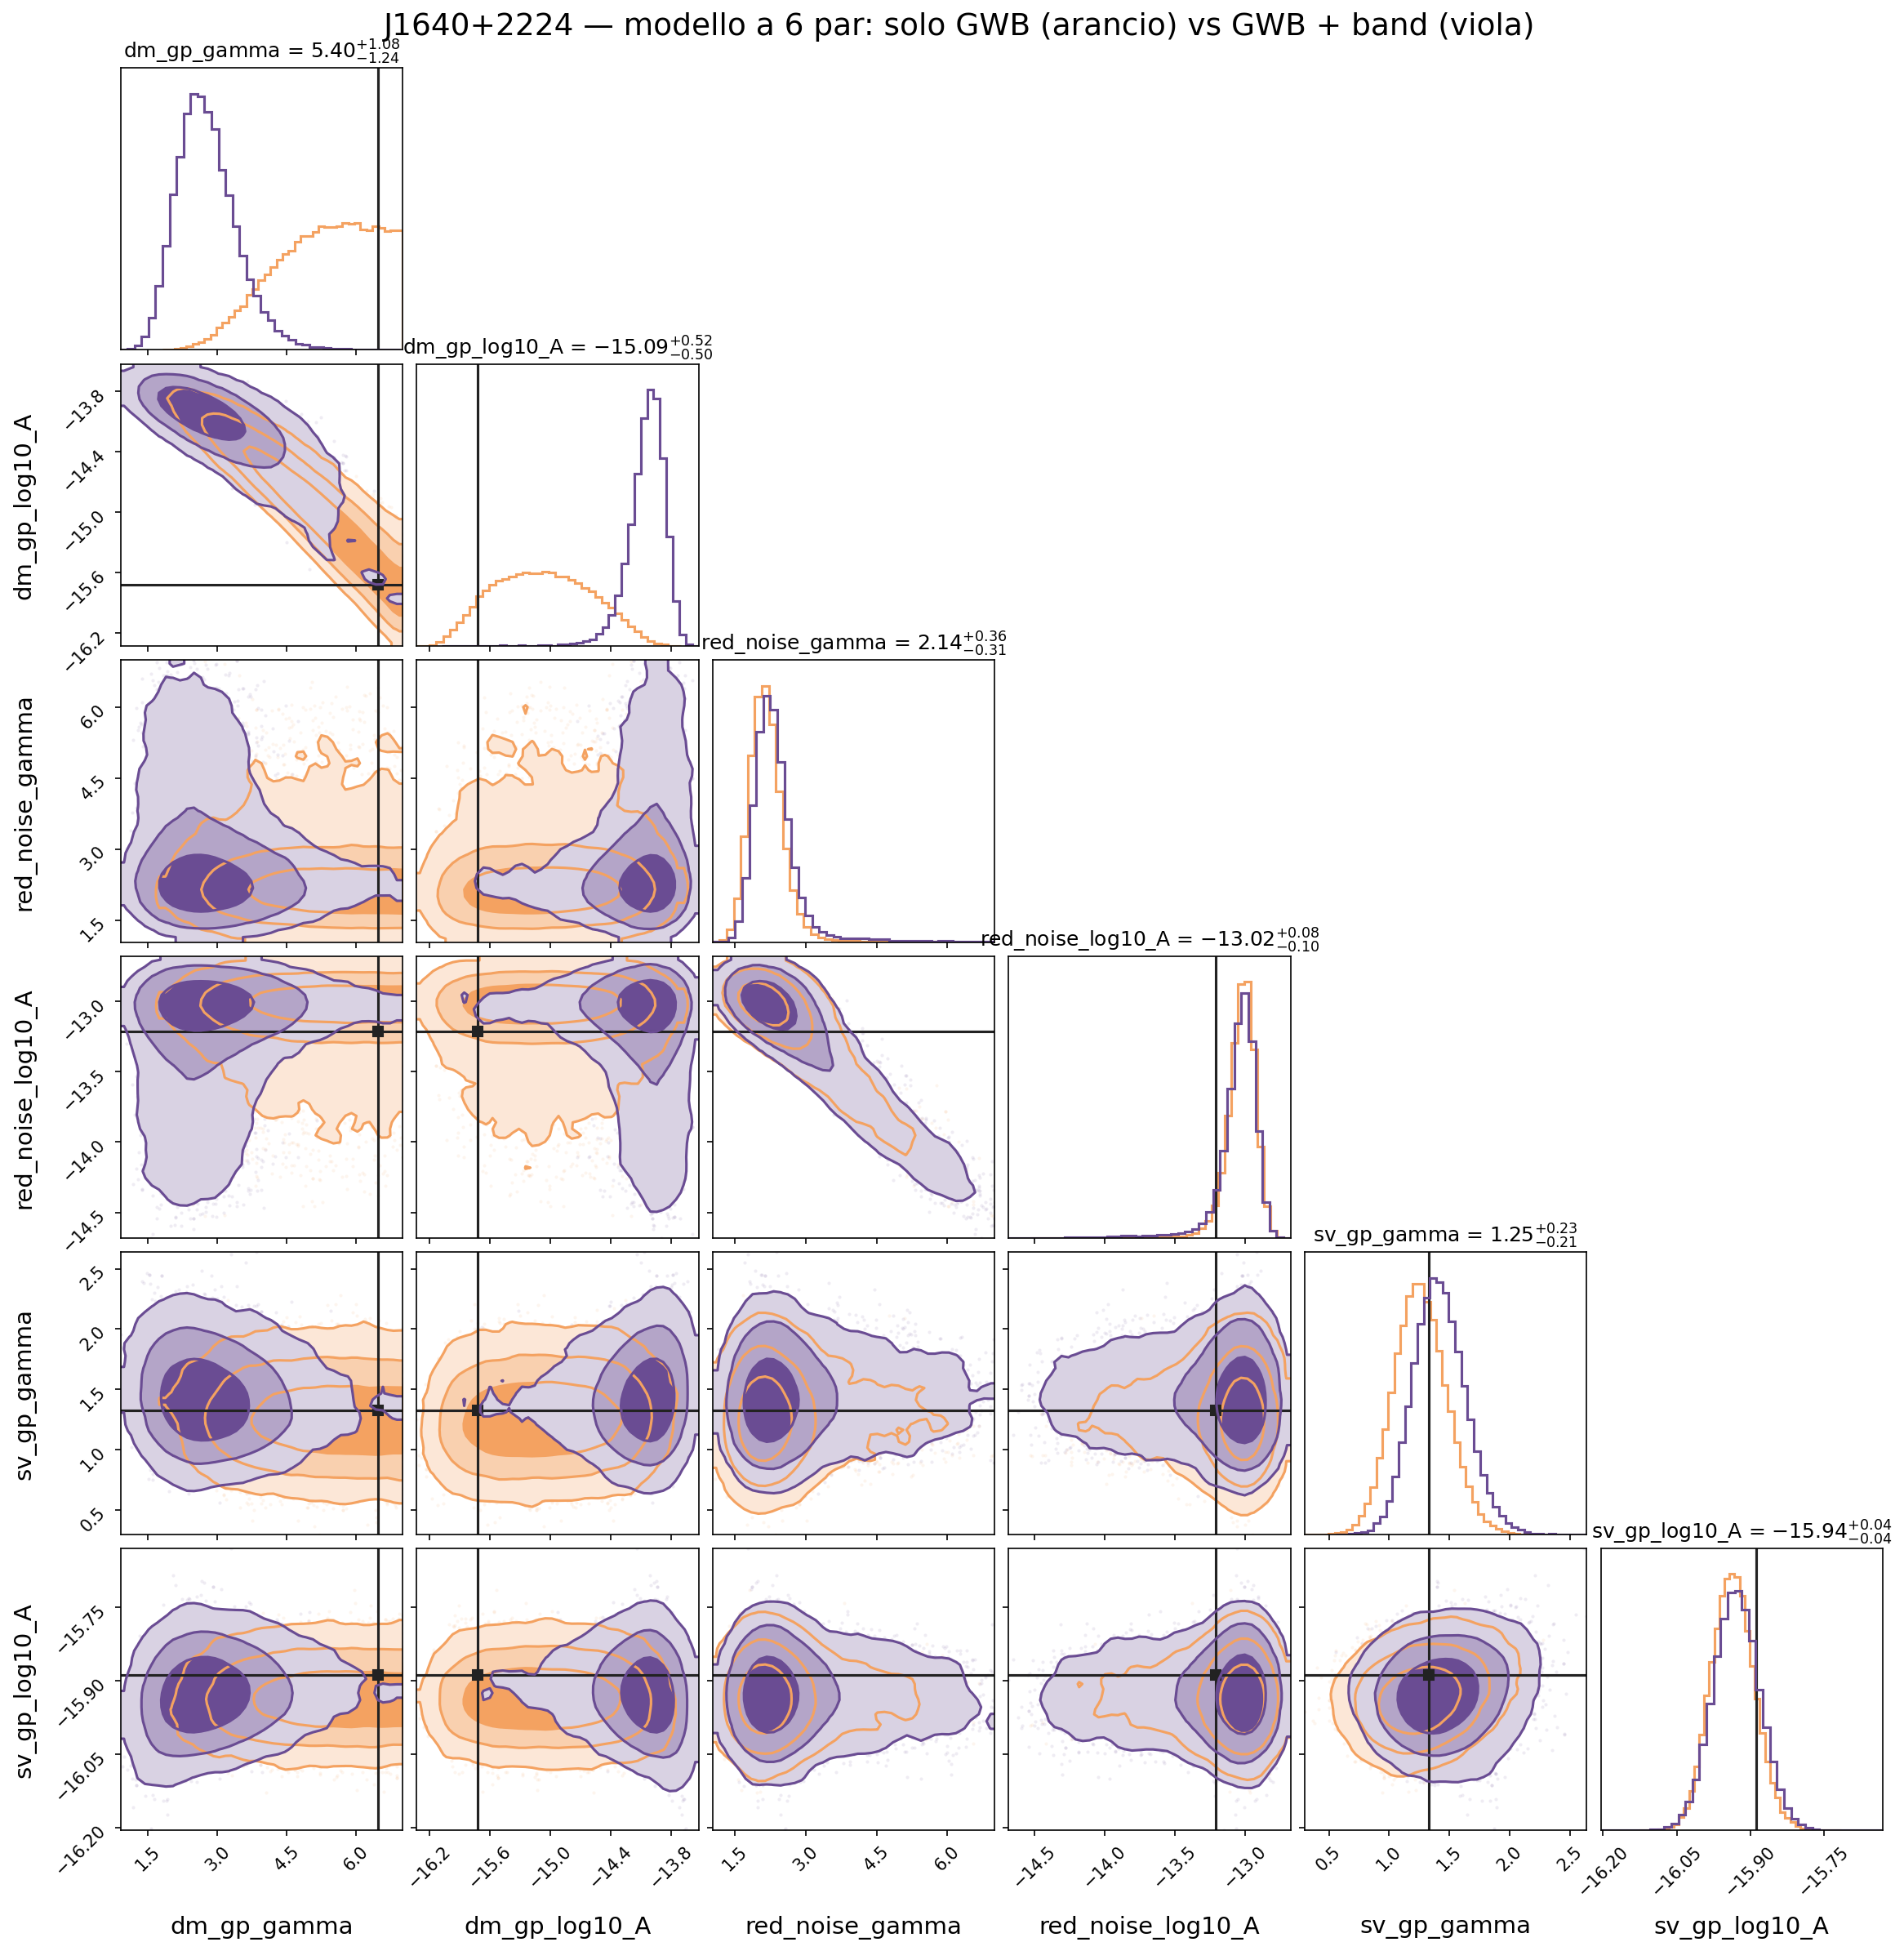 J1640+2224 — modello a 6 par: solo GWB (arancio) vs GWB + band (viola)
dm_gp_gamma = 5.40+1.08−1.24
dm_gp_log10_A = −15.09+0.52−0.50
dm_gp_log10_A
−13.8
−14.4
−15.0
−15.6
−16.2
red_noise_gamma = 2.14+0.36−0.31
red_noise_gamma
6.0
4.5
3.0
1.5
red_noise_log10_A = −13.02+0.08−0.10
red_noise_log10_A
−13.0
−13.5
−14.0
−14.5
sv_gp_gamma = 1.25+0.23−0.21
sv_gp_gamma
2.5
2.0
1.5
1.0
0.5
sv_gp_log10_A = −15.94+0.04−0.04
sv_gp_log10_A
−15.75
−15.90
−16.05
−16.20
1.5 3.0 4.5 6.0 −16.2 −15.6 −15.0 −14.4 −13.8 1.5 3.0 4.5 6.0 −14.5 −14.0 −13.5 −13.0 0.5 1.0 1.5 2.0 2.5 −16.20 −16.05 −15.90 −15.75
dm_gp_gamma dm_gp_log10_A red_noise_gamma red_noise_log10_A sv_gp_gamma sv_gp_log10_A